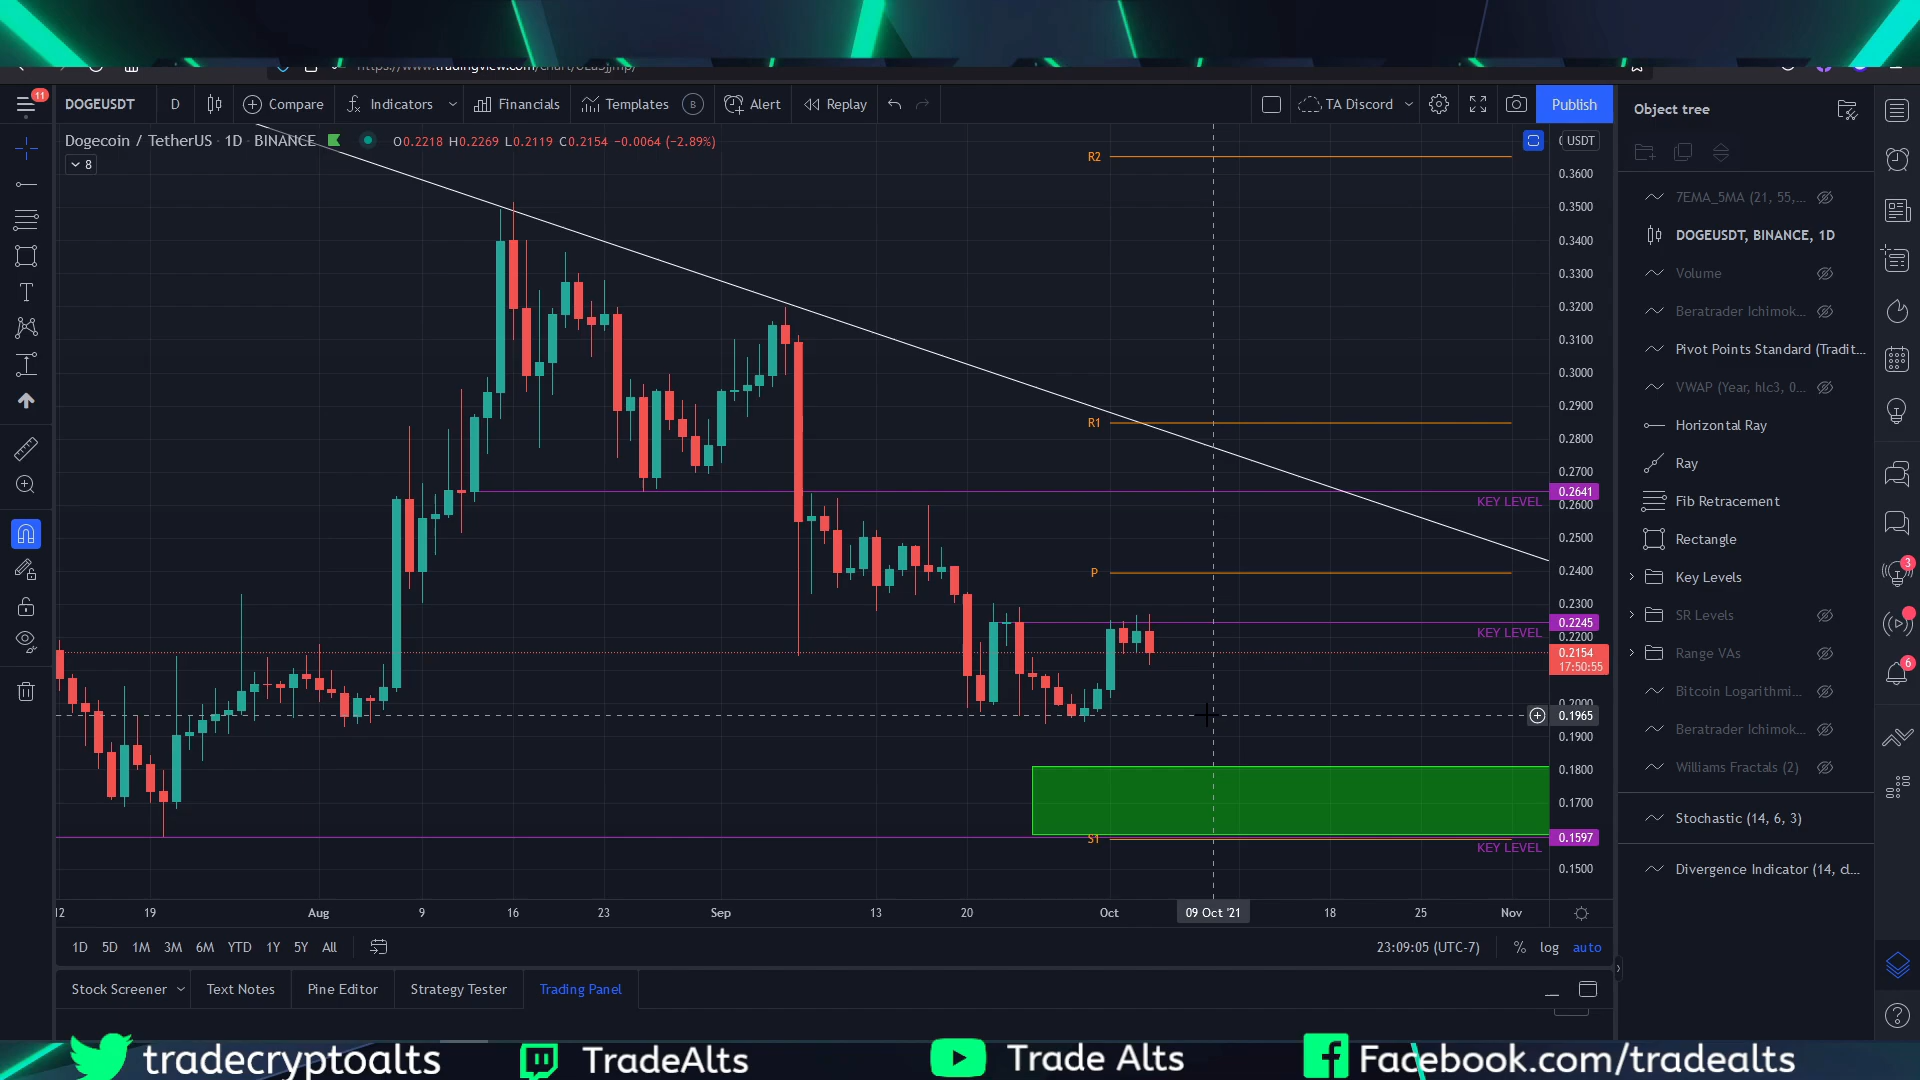 11
DOGEUSDT
D
Compare
Indicators
Financials
Templates
B
Alert
Replay
TA Discord
Publish
Object tree
Dogecoin / TetherUS · 1D · BINANCE
O0.2218 H0.2269 L0.2119 C0.2154 −0.0064 (−2.89%)
8
USDT
R2
R1
P
S1
KEY LEVEL
KEY LEVEL
KEY LEVEL
0.3600
0.3500
0.3400
0.3300
0.3200
0.3100
0.3000
0.2900
0.2800
0.2700
0.2641
0.2600
0.2500
0.2400
0.2300
0.2245
0.2200
0.2154
17:50:55
0.2000
0.1965
0.1900
0.1800
0.1700
0.1597
0.1500
12
19
Aug
9
16
23
Sep
13
20
Oct
09 Oct '21
18
25
Nov
1D 5D 1M 3M 6M YTD 1Y 5Y All
23:09:05 (UTC-7)
% log auto
Stock Screener
Text Notes
Pine Editor
Strategy Tester
Trading Panel
7EMA_5MA (21, 55,...
DOGEUSDT, BINANCE, 1D
Volume
Beratrader Ichimok...
Pivot Points Standard (Tradit...
VWAP (Year, hlc3, 0...
Horizontal Ray
Ray
Fib Retracement
Rectangle
Key Levels
SR Levels
Range VAs
Bitcoin Logarithmi...
Beratrader Ichimok...
Williams Fractals (2)
Stochastic (14, 6, 3)
Divergence Indicator (14, cl...
3
6
tradecryptoalts
TradeAlts
Trade Alts
Facebook.com/tradealts